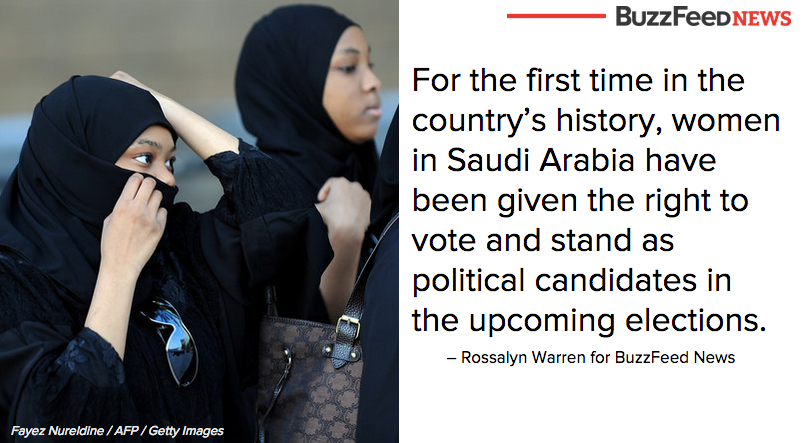 BuzzFeedNEWS
For the first time in the
country’s history, women
in Saudi Arabia have
been given the right to
vote and stand as
political candidates in
the upcoming elections.
– Rossalyn Warren for BuzzFeed News
Fayez Nureldine / AFP / Getty Images